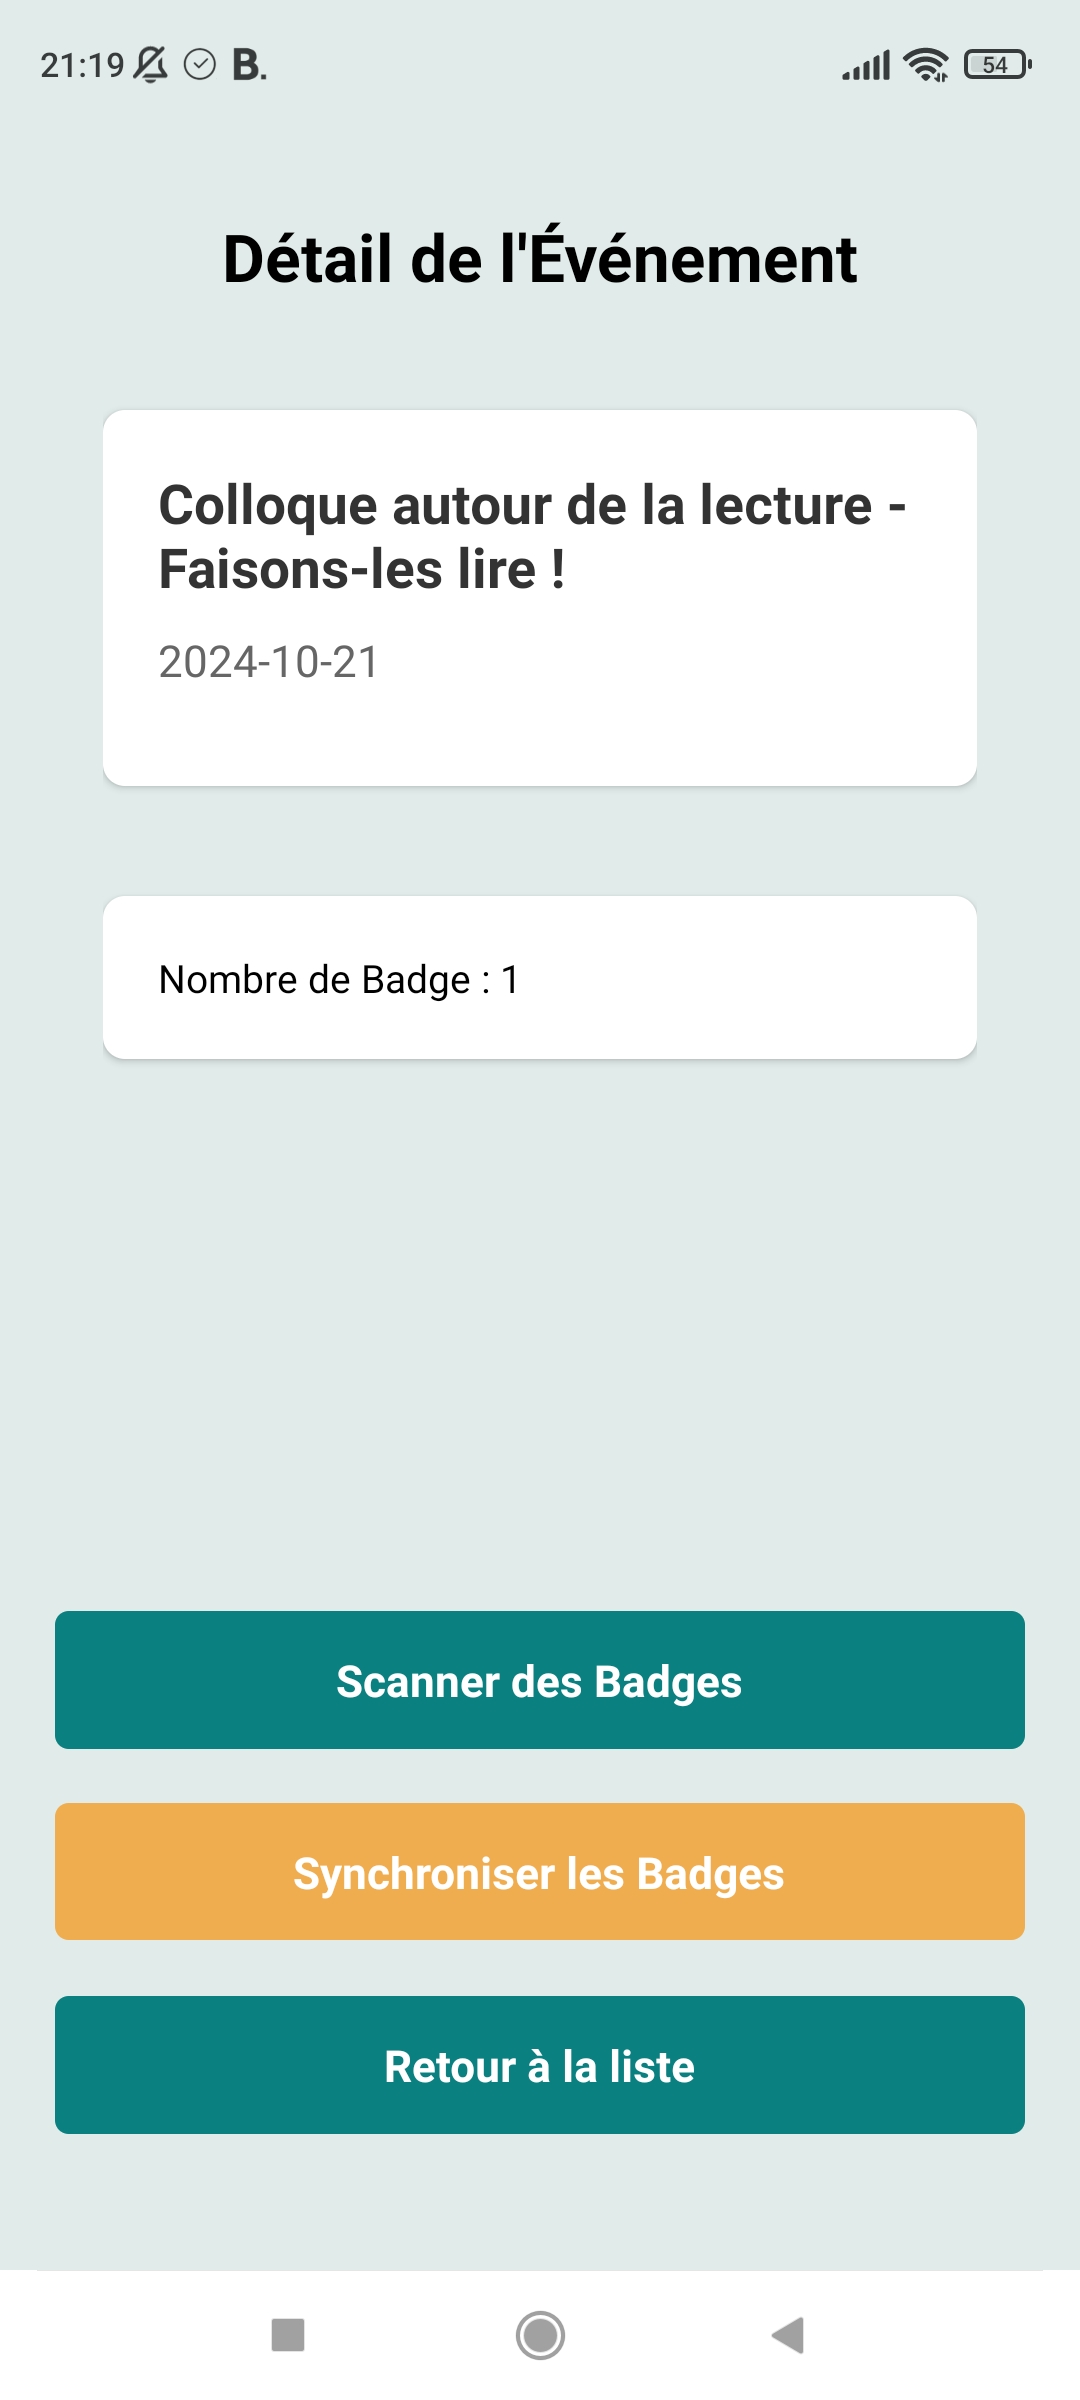 21:19 B. 54
Détail de l'Événement
Colloque autour de la lecture -
Faisons-les lire !
2024-10-21
Nombre de Badge : 1
Scanner des Badges
Synchroniser les Badges
Retour à la liste